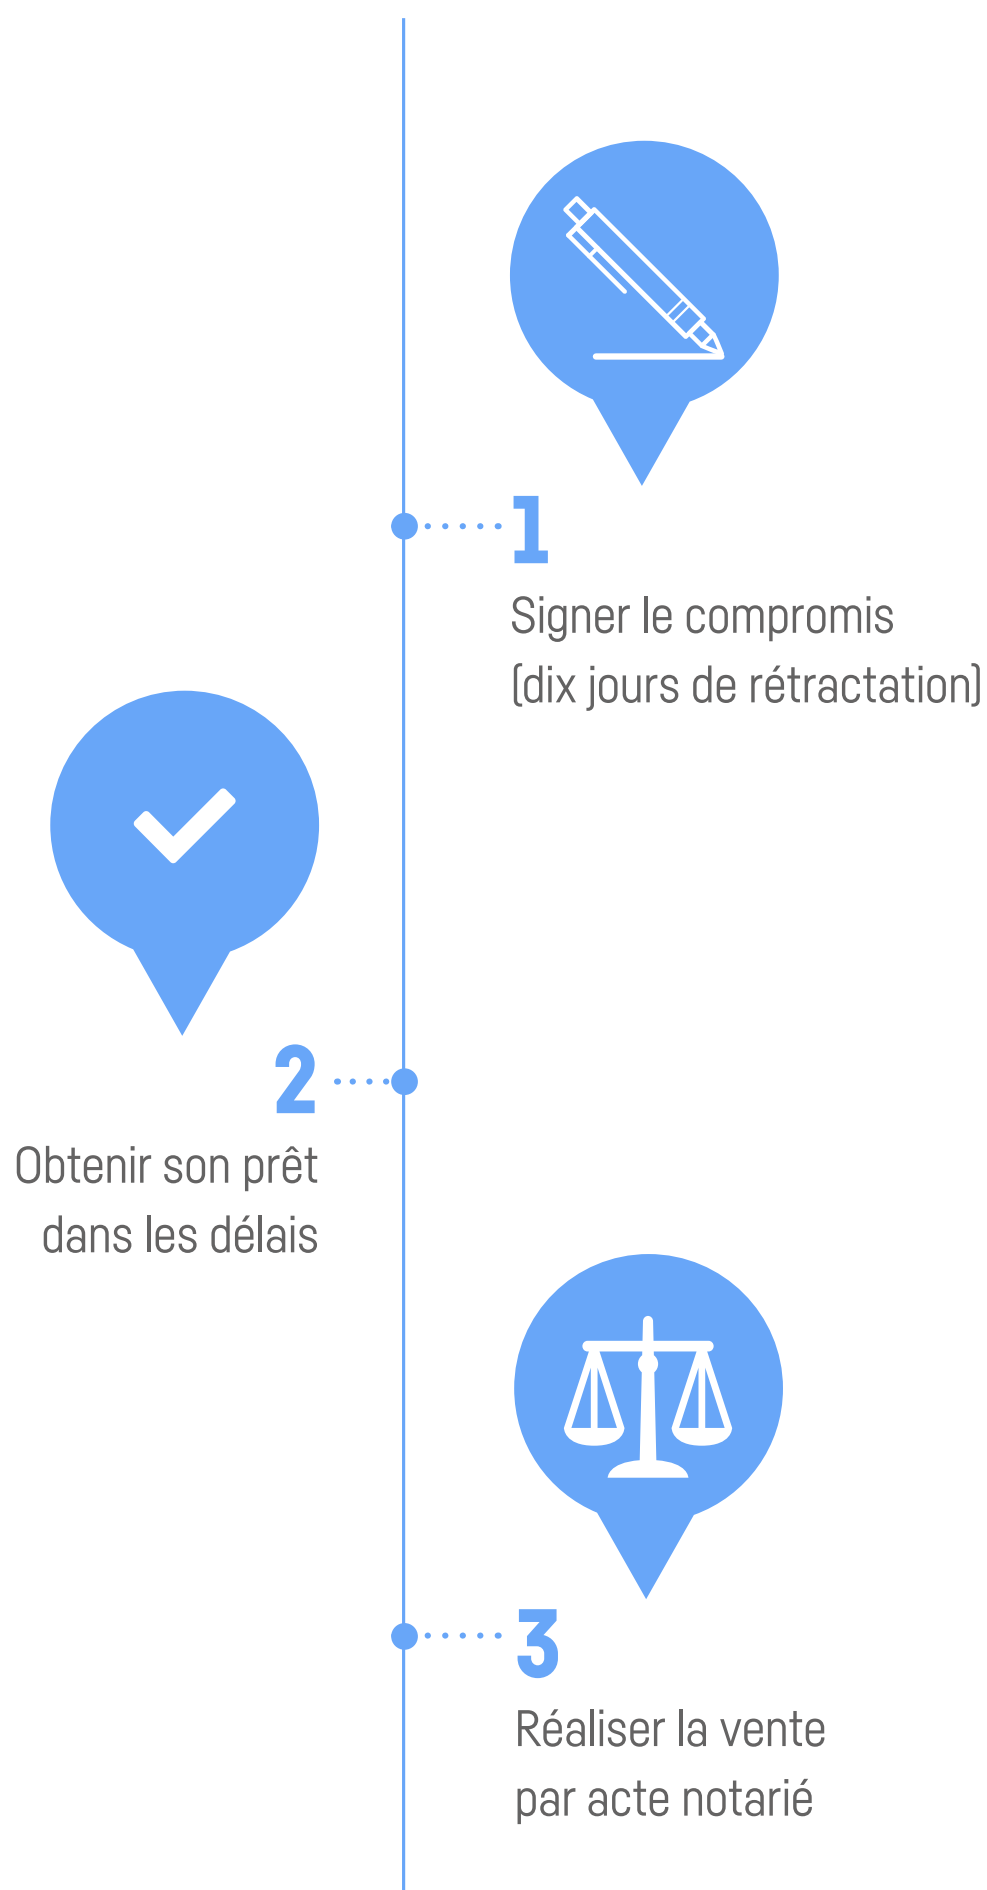 1
Signer le compromis
(dix jours de rétractation)
2
Obtenir son prêt
dans les délais
3
Réaliser la vente
par acte notarié